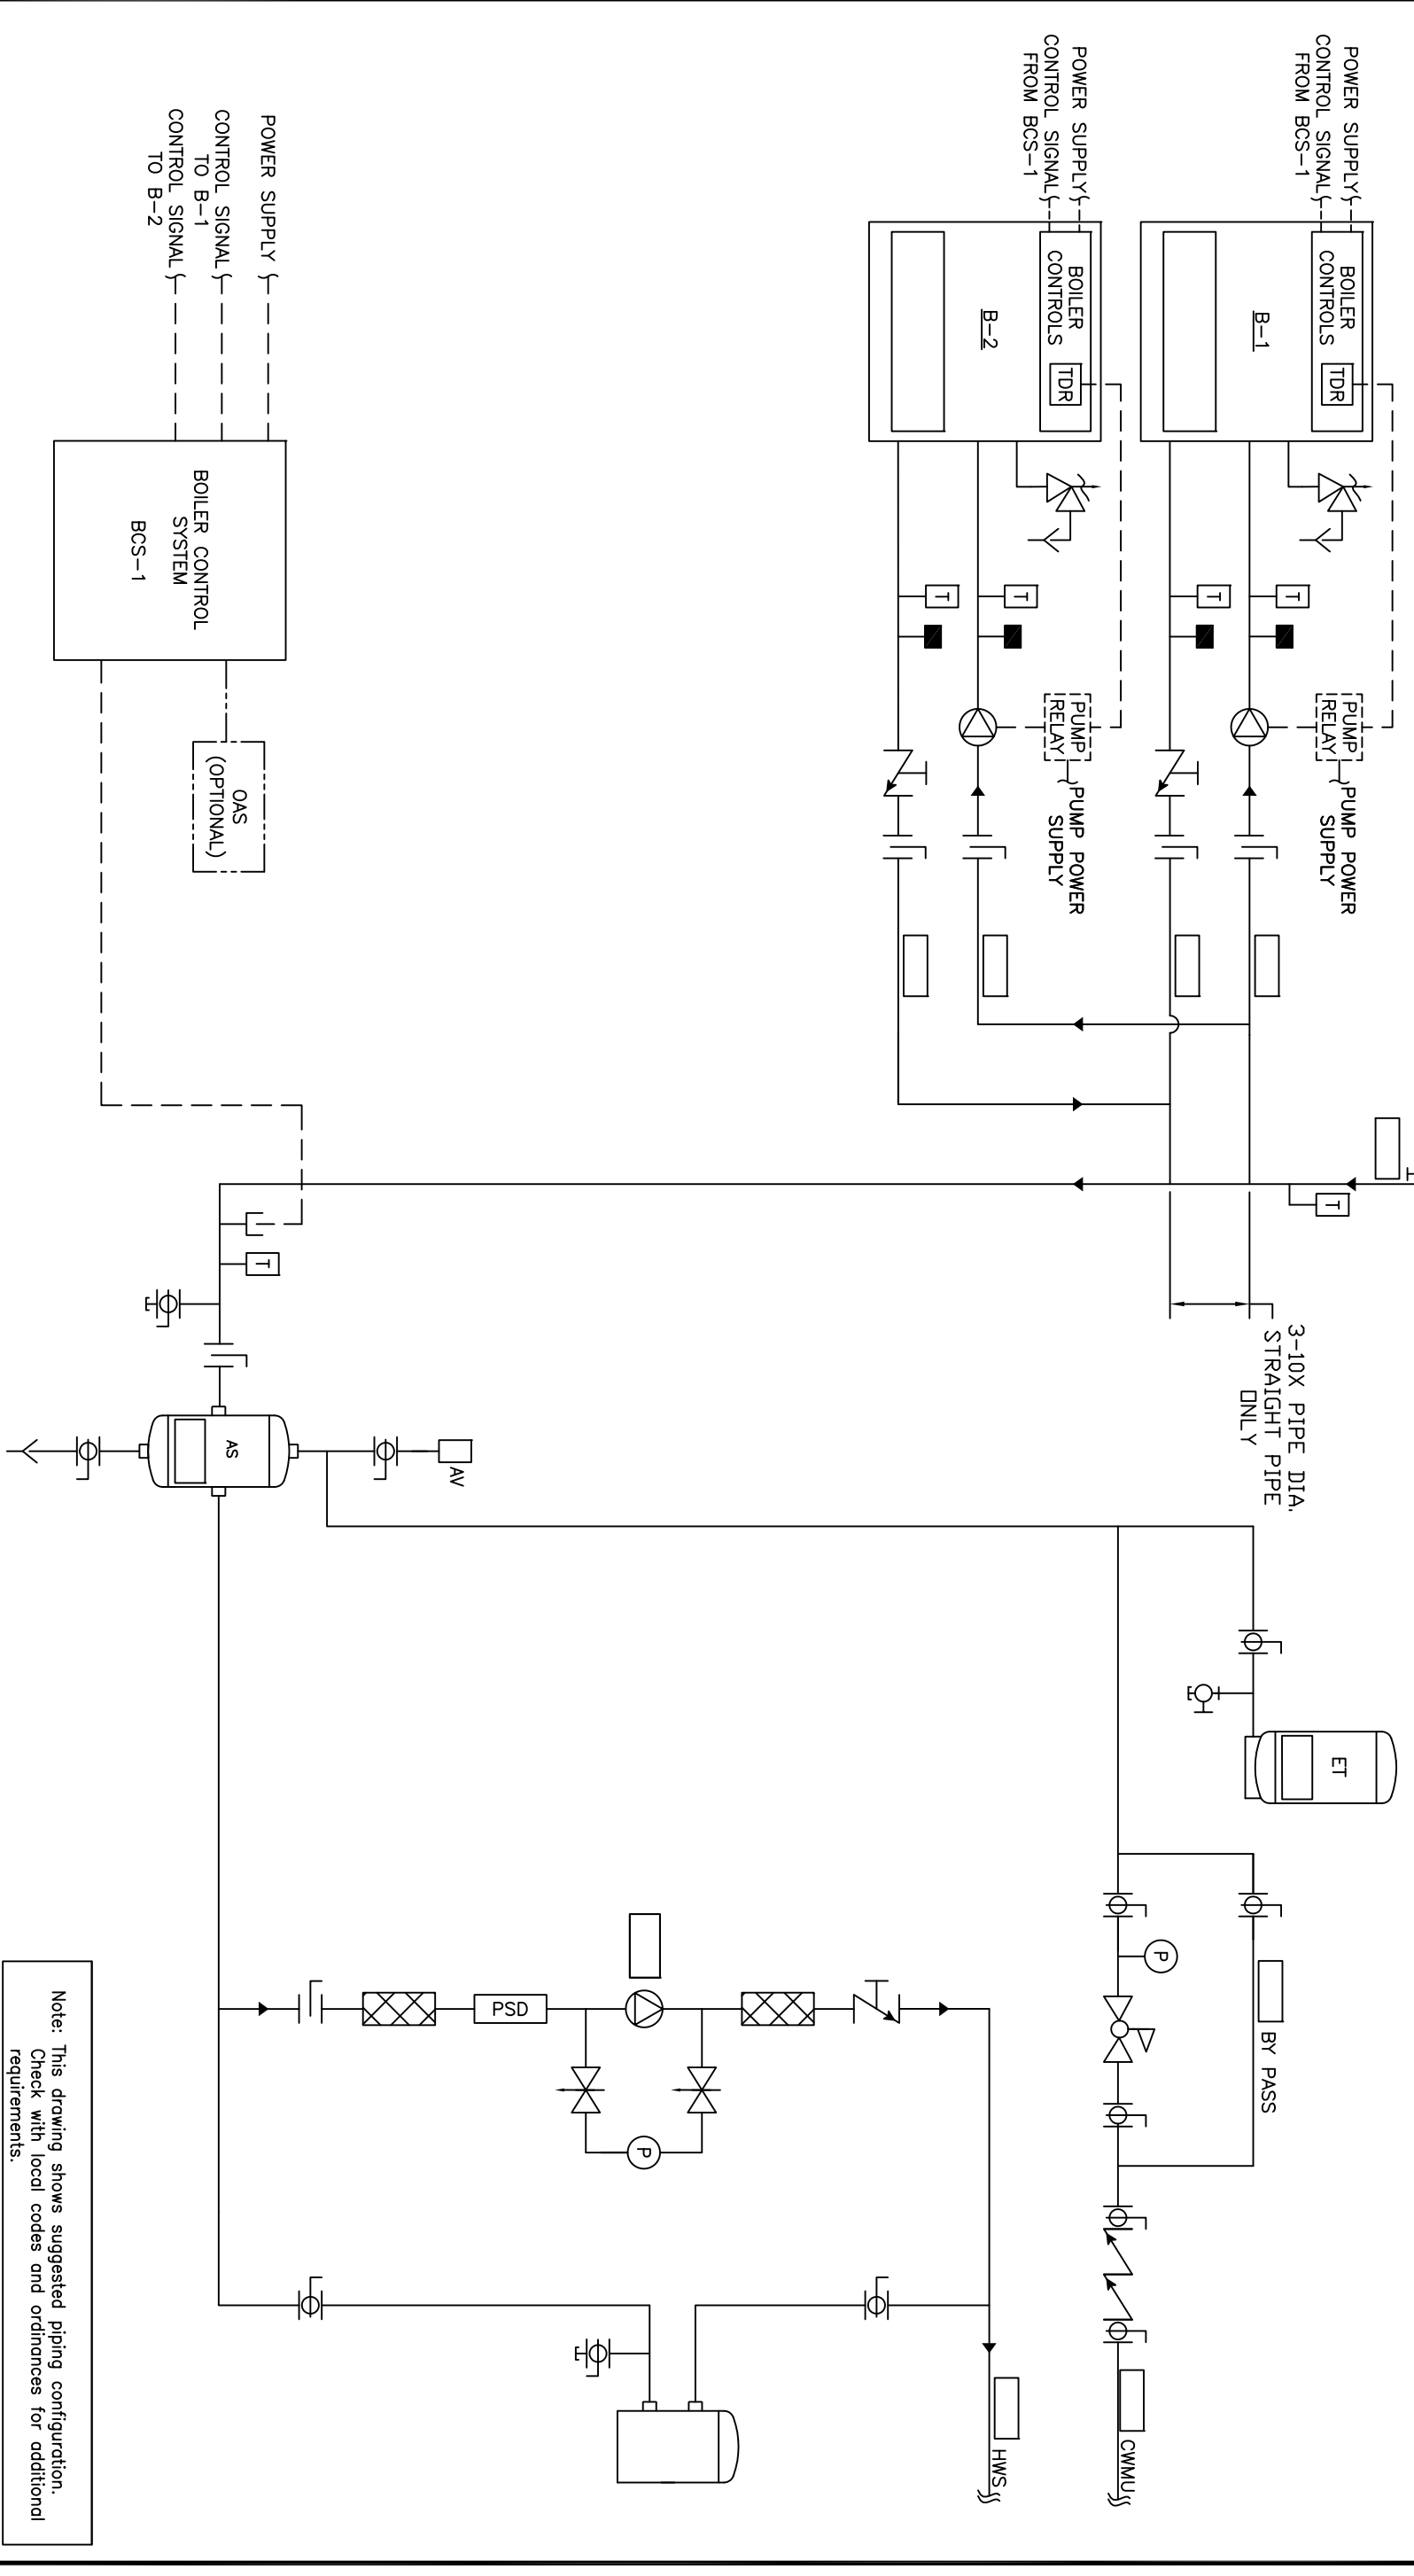 POWER SUPPLY
CONTROL SIGNAL
FROM BCS-1
BOILER
CONTROLS
TDR
B-1
PUMP
RELAY
PUMP POWER
SUPPLY
T
T
POWER SUPPLY
CONTROL SIGNAL
FROM BCS-1
BOILER
CONTROLS
TDR
B-2
PUMP
RELAY
PUMP POWER
SUPPLY
T
T
T
3-10X PIPE DIA.
STRAIGHT PIPE
ONLY
POWER SUPPLY
CONTROL SIGNAL
TO B-1
CONTROL SIGNAL
TO B-2
BOILER CONTROL
SYSTEM
BCS-1
OAS
(OPTIONAL)
T
AS
AV
ET
P
BY PASS
CWMU
PSD
P
HWS
Note: This drawing shows suggested piping configuration.
Check with local codes and ordinances for additional
requirements.